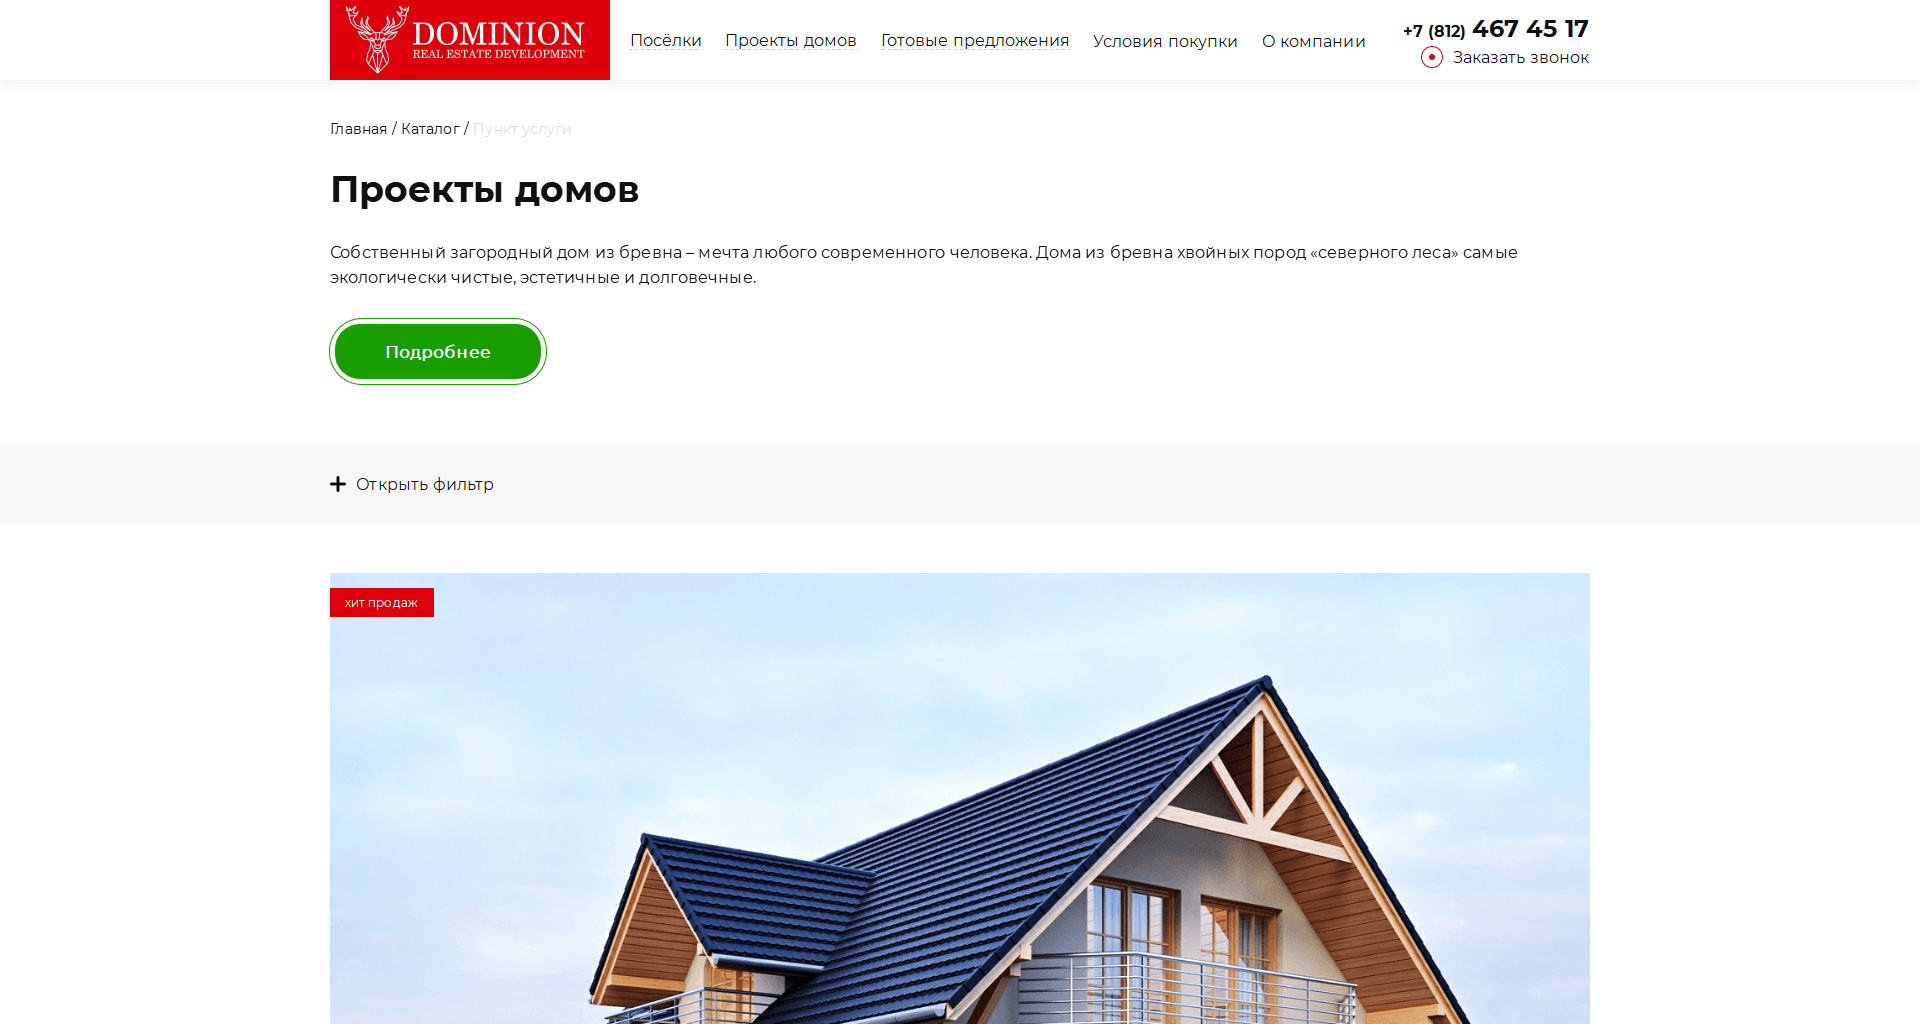 DOMINION
REAL ESTATE DEVELOPMENT
Посёлки Проекты домов Готовые предложения Условия покупки О компании
+7 (812) 467 45 17
Заказать звонок
Главная / Каталог / Пункт услуги
Проекты домов
Собственный загородный дом из бревна – мечта любого современного человека. Дома из бревна хвойных пород «северного леса» самые
экологически чистые, эстетичные и долговечные.
Подробнее
Открыть фильтр
хит продаж